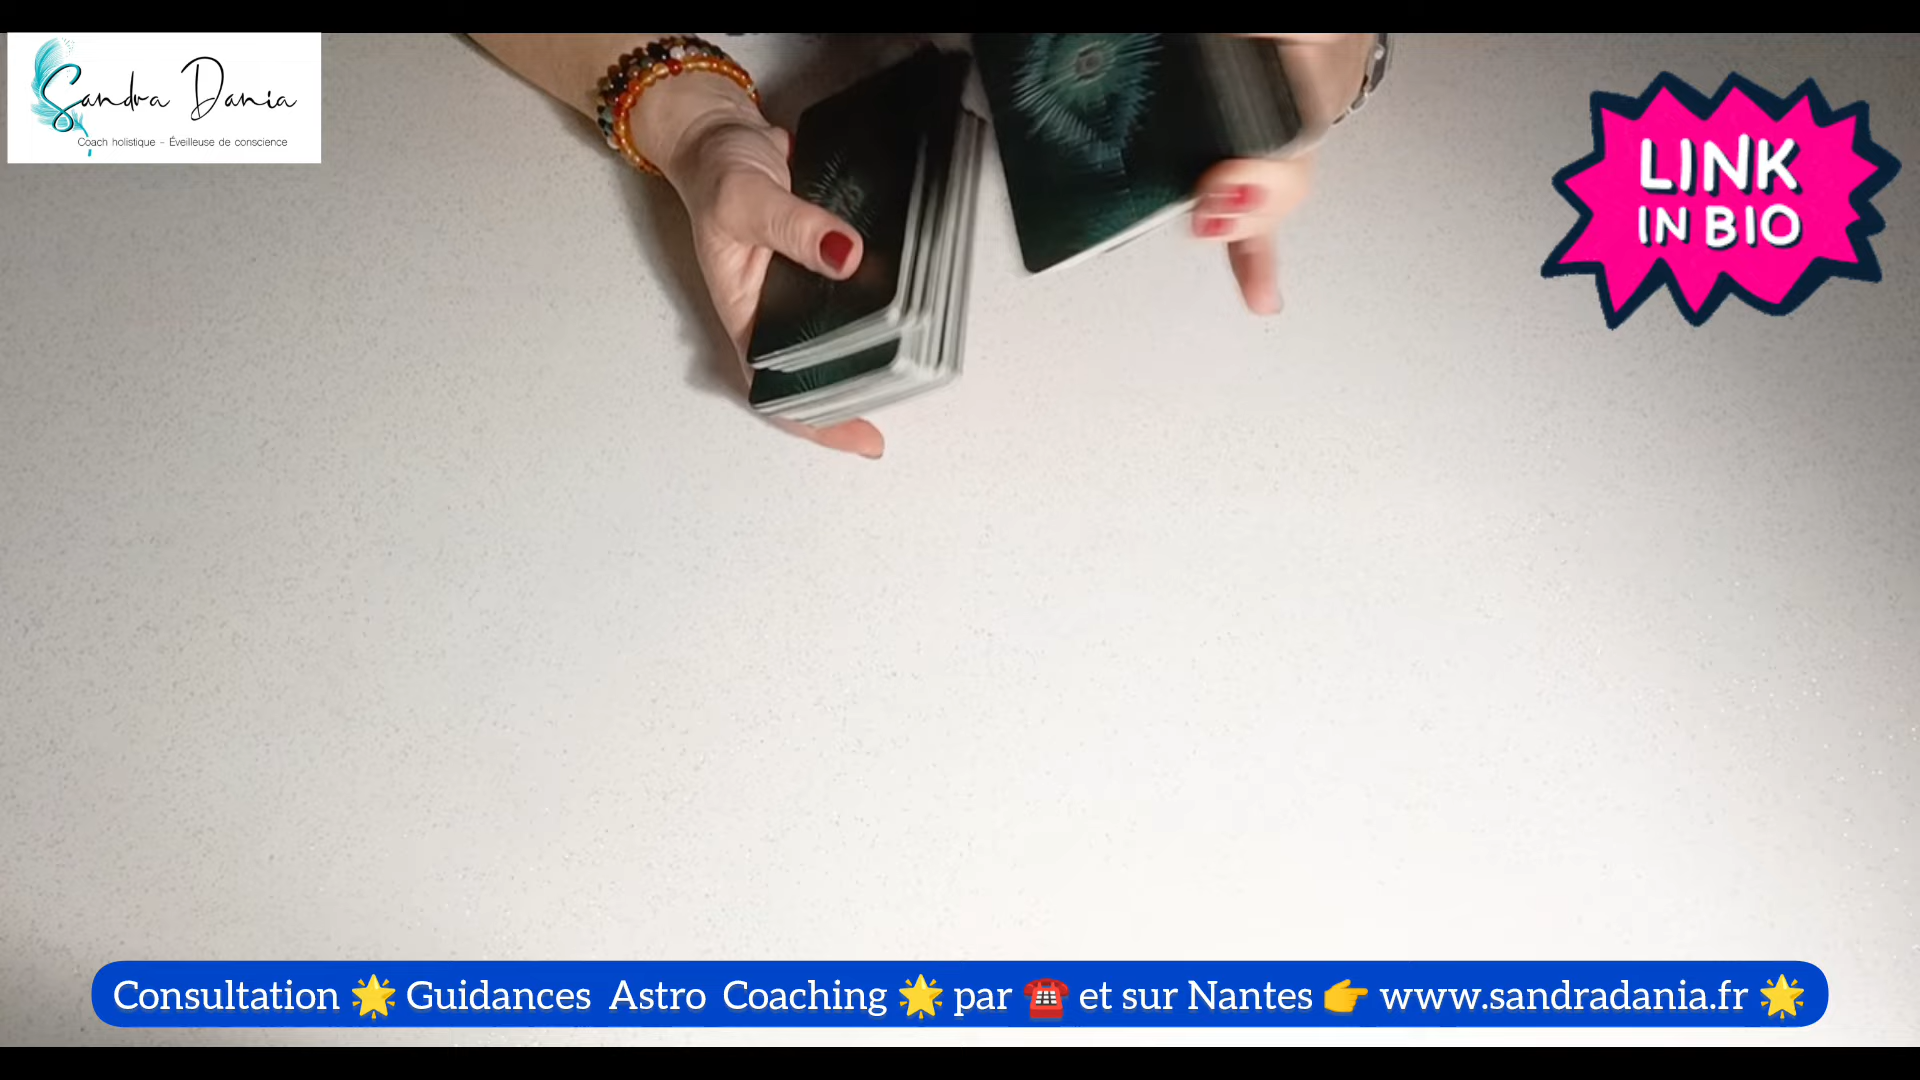 Sandra Dania
Coach holistique – Éveilleuse de conscience
LINK
IN BIO
Consultation 🌟 Guidances Astro Coaching 🌟 par ☎️ et sur Nantes 👉 www.sandradania.fr 🌟